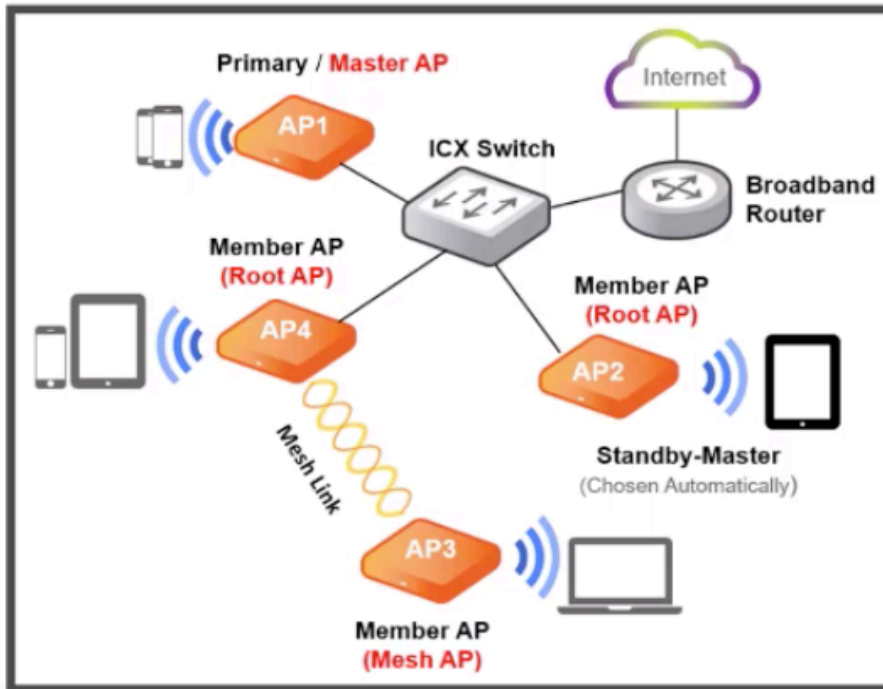 Primary / Master AP
AP1
Internet
ICX Switch
Broadband
Router
Member AP
(Root AP)
AP4
Member AP
(Root AP)
AP2
Mesh Link
Standby-Master
(Chosen Automatically)
AP3
Member AP
(Mesh AP)